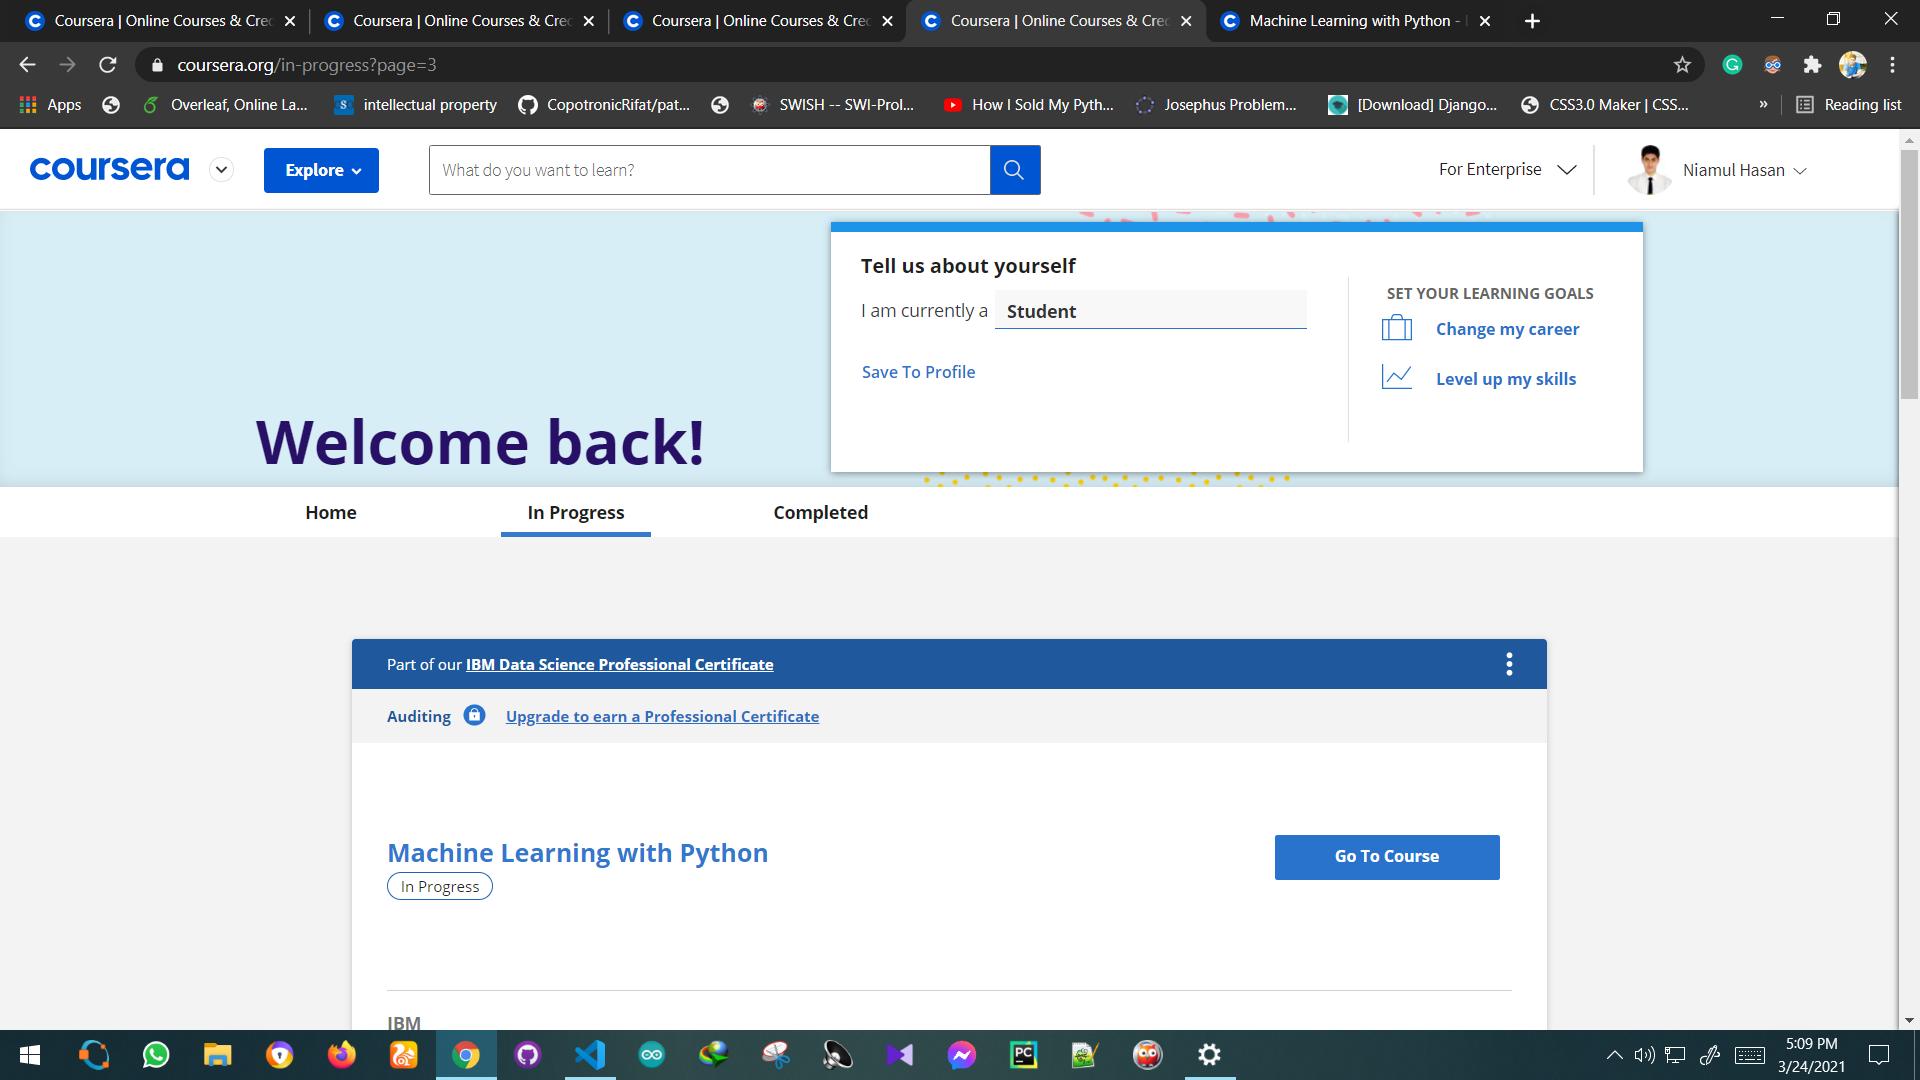 Coursera | Online Courses & Cre
Coursera | Online Courses & Cre
Coursera | Online Courses & Cre
Coursera | Online Courses & Cre
Machine Learning with Python -
coursera.org/in-progress?page=3
Apps
Overleaf, Online La...
intellectual property
CopotronicRifat/pat...
SWISH -- SWI-Prol...
How I Sold My Pyth...
Josephus Problem...
[Download] Django...
CSS3.0 Maker | CSS...
»
Reading list
coursera
Explore
What do you want to learn?
For Enterprise
Niamul Hasan
Tell us about yourself
I am currently a Student
Save To Profile
SET YOUR LEARNING GOALS
Change my career
Level up my skills
Welcome back!
Home
In Progress
Completed
Part of our IBM Data Science Professional Certificate
Auditing
Upgrade to earn a Professional Certificate
Machine Learning with Python
In Progress
Go To Course
IBM
5:09 PM
3/24/2021